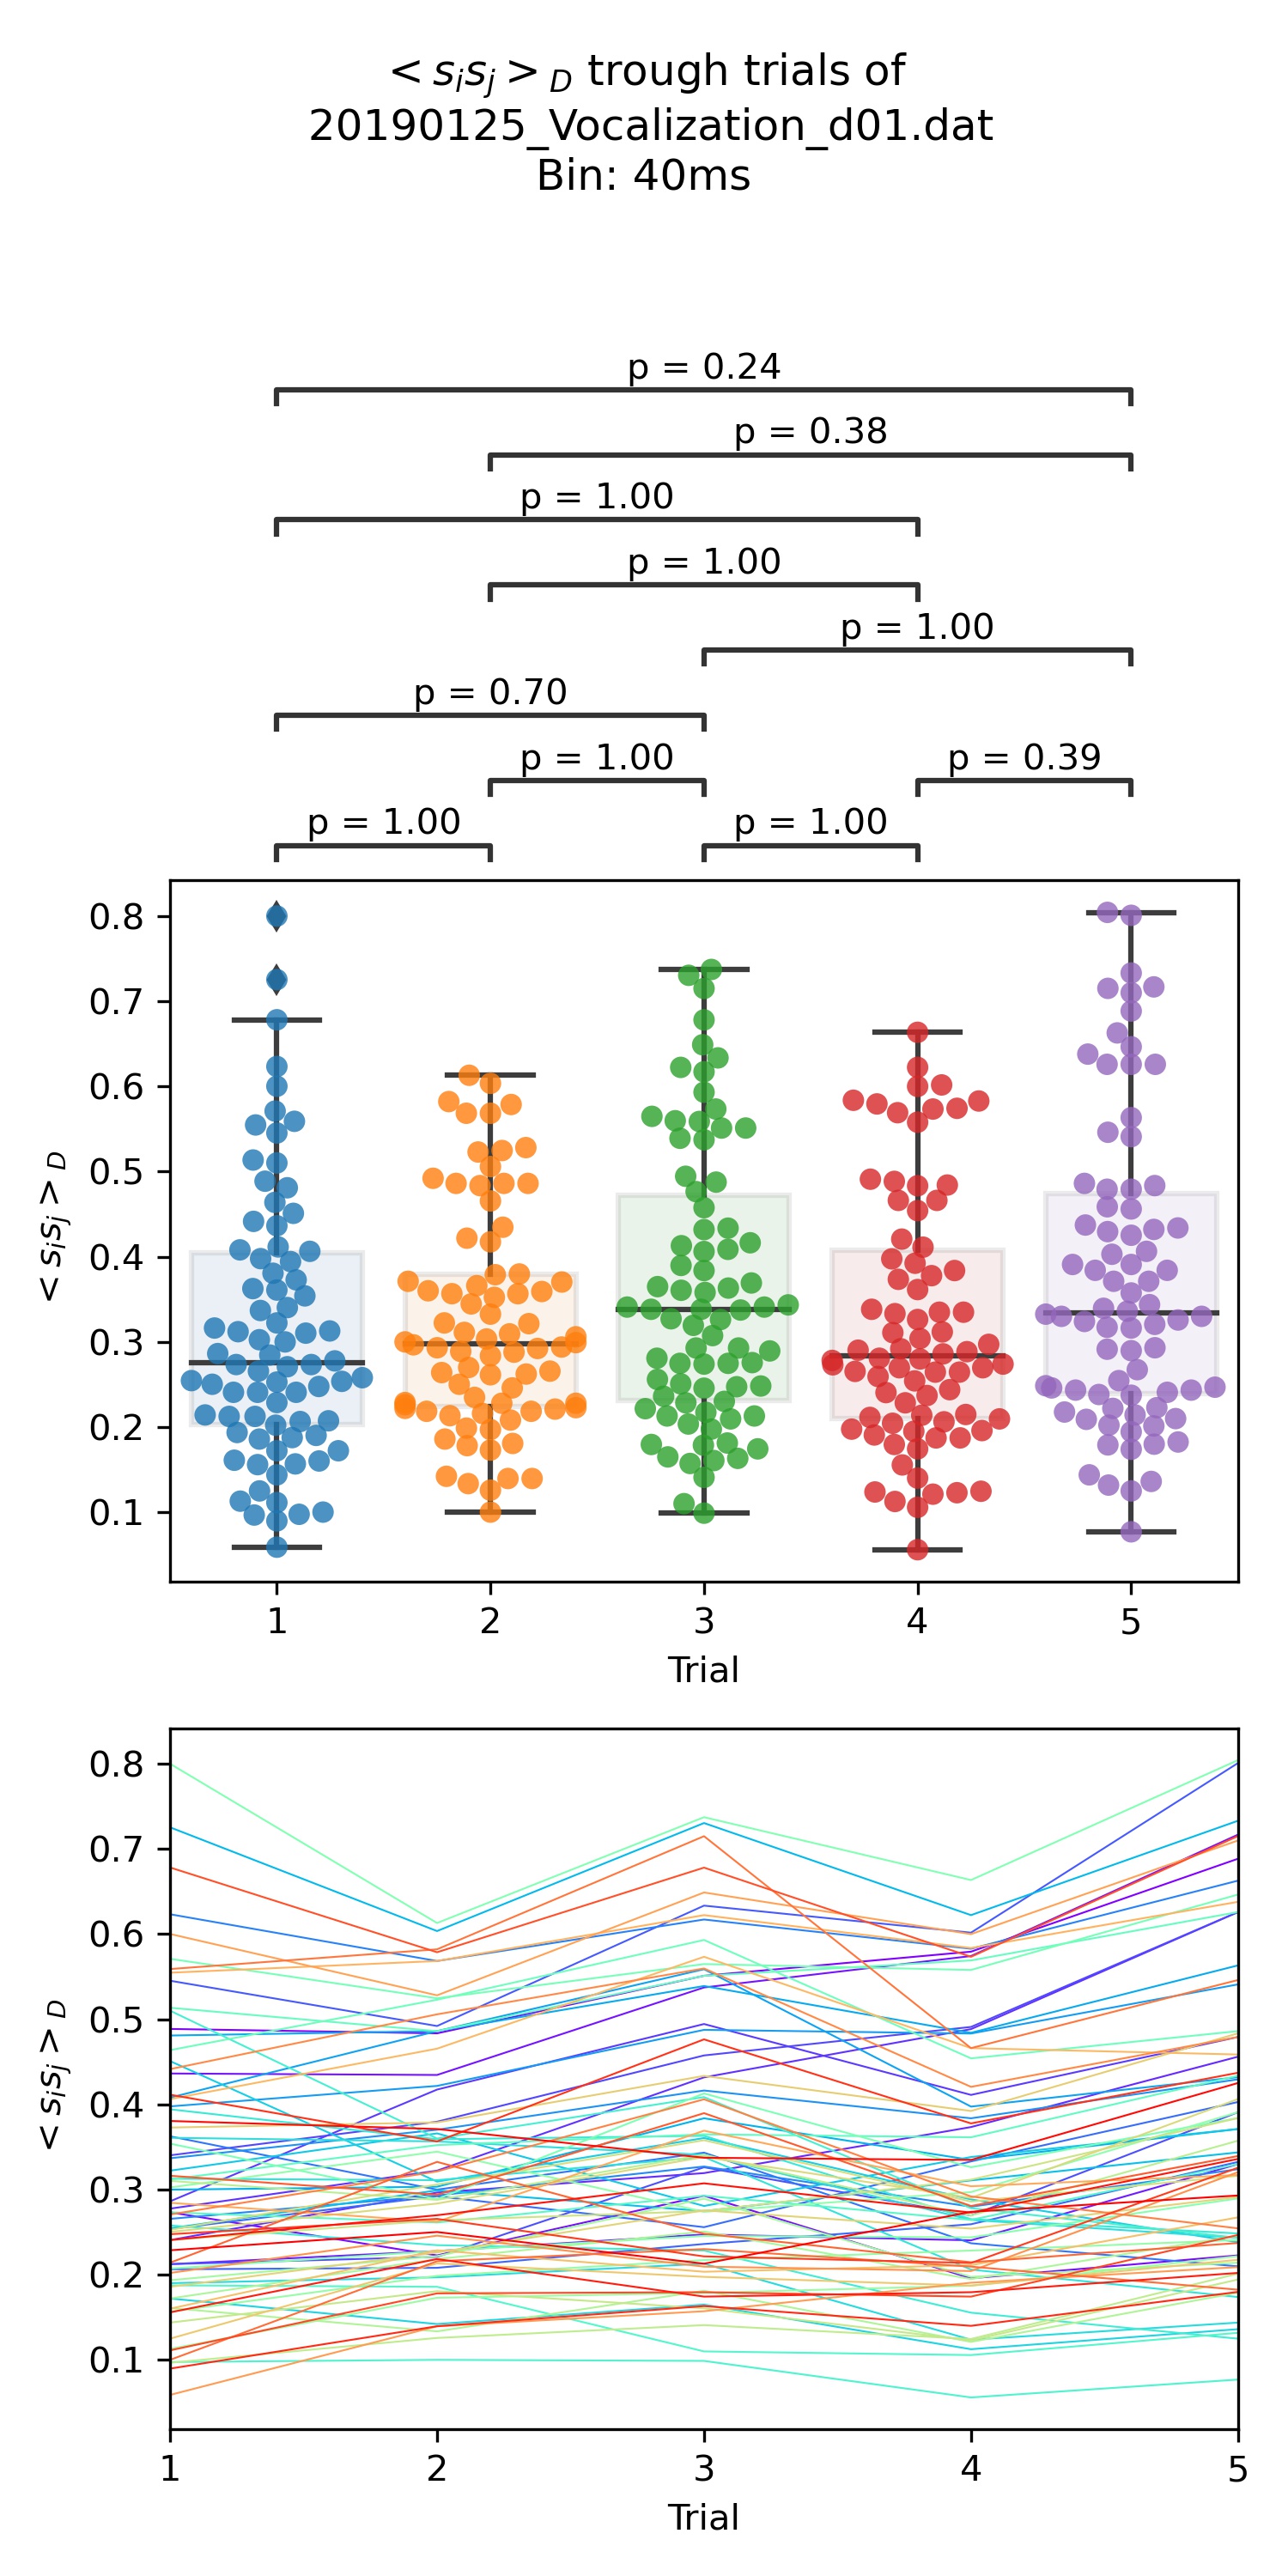 < s_i s_j >_D trough trials of
20190125_Vocalization_d01.dat
Bin: 40ms
p = 0.24
p = 0.38
p = 1.00
p = 1.00
p = 1.00
p = 0.70
p = 1.00
p = 0.39
p = 1.00
p = 1.00
0.8
0.7
0.6
0.5
0.4
0.3
0.2
0.1
< s_i s_j >_D
1 2 3 4 5
Trial
0.8
0.7
0.6
0.5
0.4
0.3
0.2
0.1
< s_i s_j >_D
1 2 3 4 5
Trial